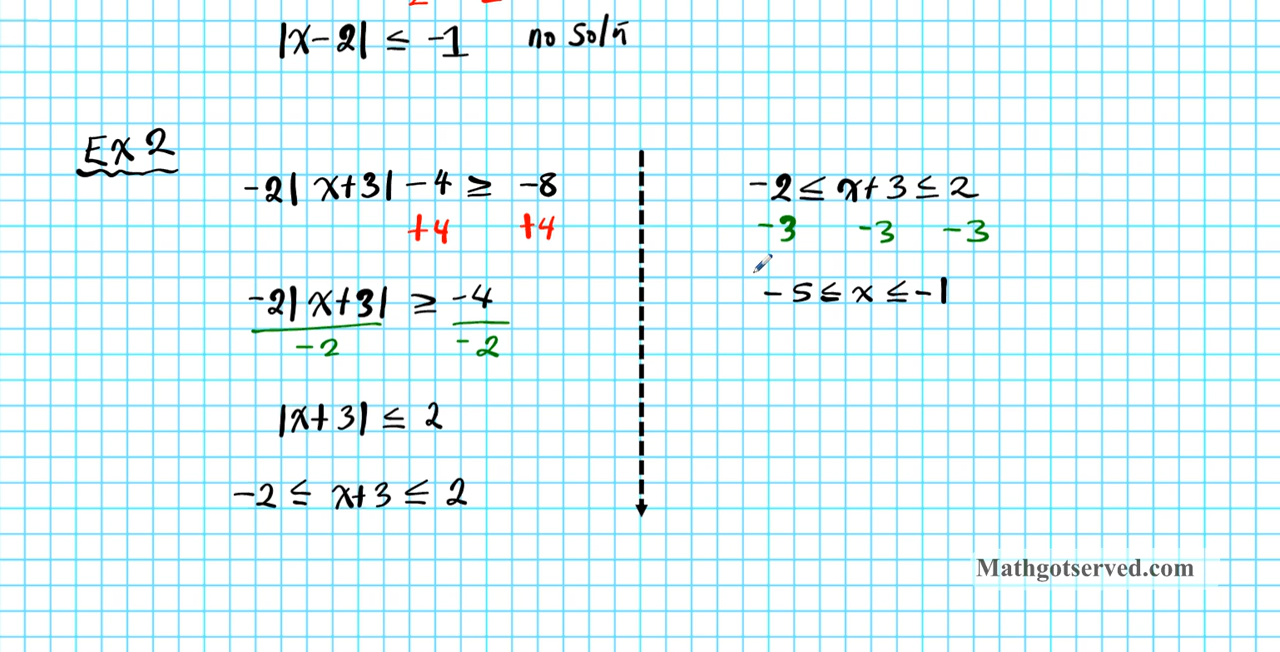 |x-2| ≤ -1 no solñ
Ex 2
-2| x+3| -4 ≥ -8
+4 +4
-2|x+3| ≥ -4
-2 -2
|x+3| ≤ 2
-2 ≤ x+3 ≤ 2
-2 ≤ x+3 ≤ 2
-3 -3 -3
-5 ≤ x ≤ -1
Mathgotserved.com